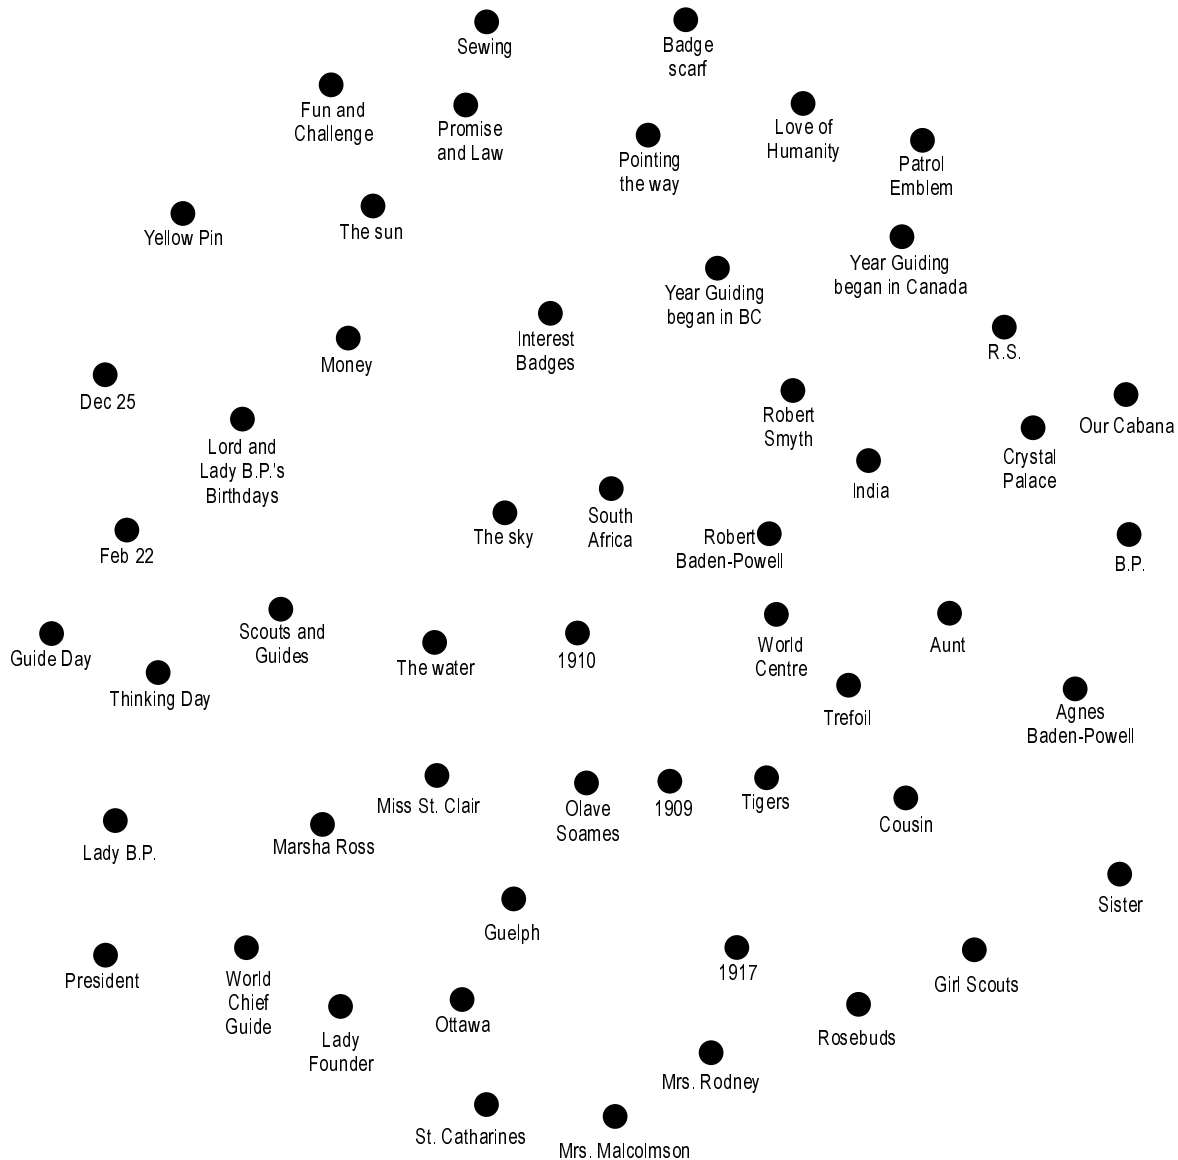 Sewing
Badge
scarf
Fun and
Challenge
Promise
and Law
Love of
Humanity
Pointing
the way
Patrol
Emblem
Yellow Pin
The sun
Year Guiding
began in Canada
Year Guiding
began in BC
Interest
Badges
R.S.
Money
Dec 25
Robert
Smyth
Our Cabana
Lord and
Lady B.P.'s
Birthdays
Crystal
Palace
India
South
Africa
The sky
Robert
Baden-Powell
Feb 22
B.P.
Scouts and
Guides
Guide Day
The water
1910
World
Centre
Aunt
Thinking Day
Trefoil
Agnes
Baden-Powell
Miss St. Clair
Olave
Soames
1909
Tigers
Cousin
Lady B.P.
Marsha Ross
Sister
Guelph
President
World
Chief
Guide
1917
Girl Scouts
Lady
Founder
Ottawa
Rosebuds
Mrs. Rodney
St. Catharines
Mrs. Malcolmson